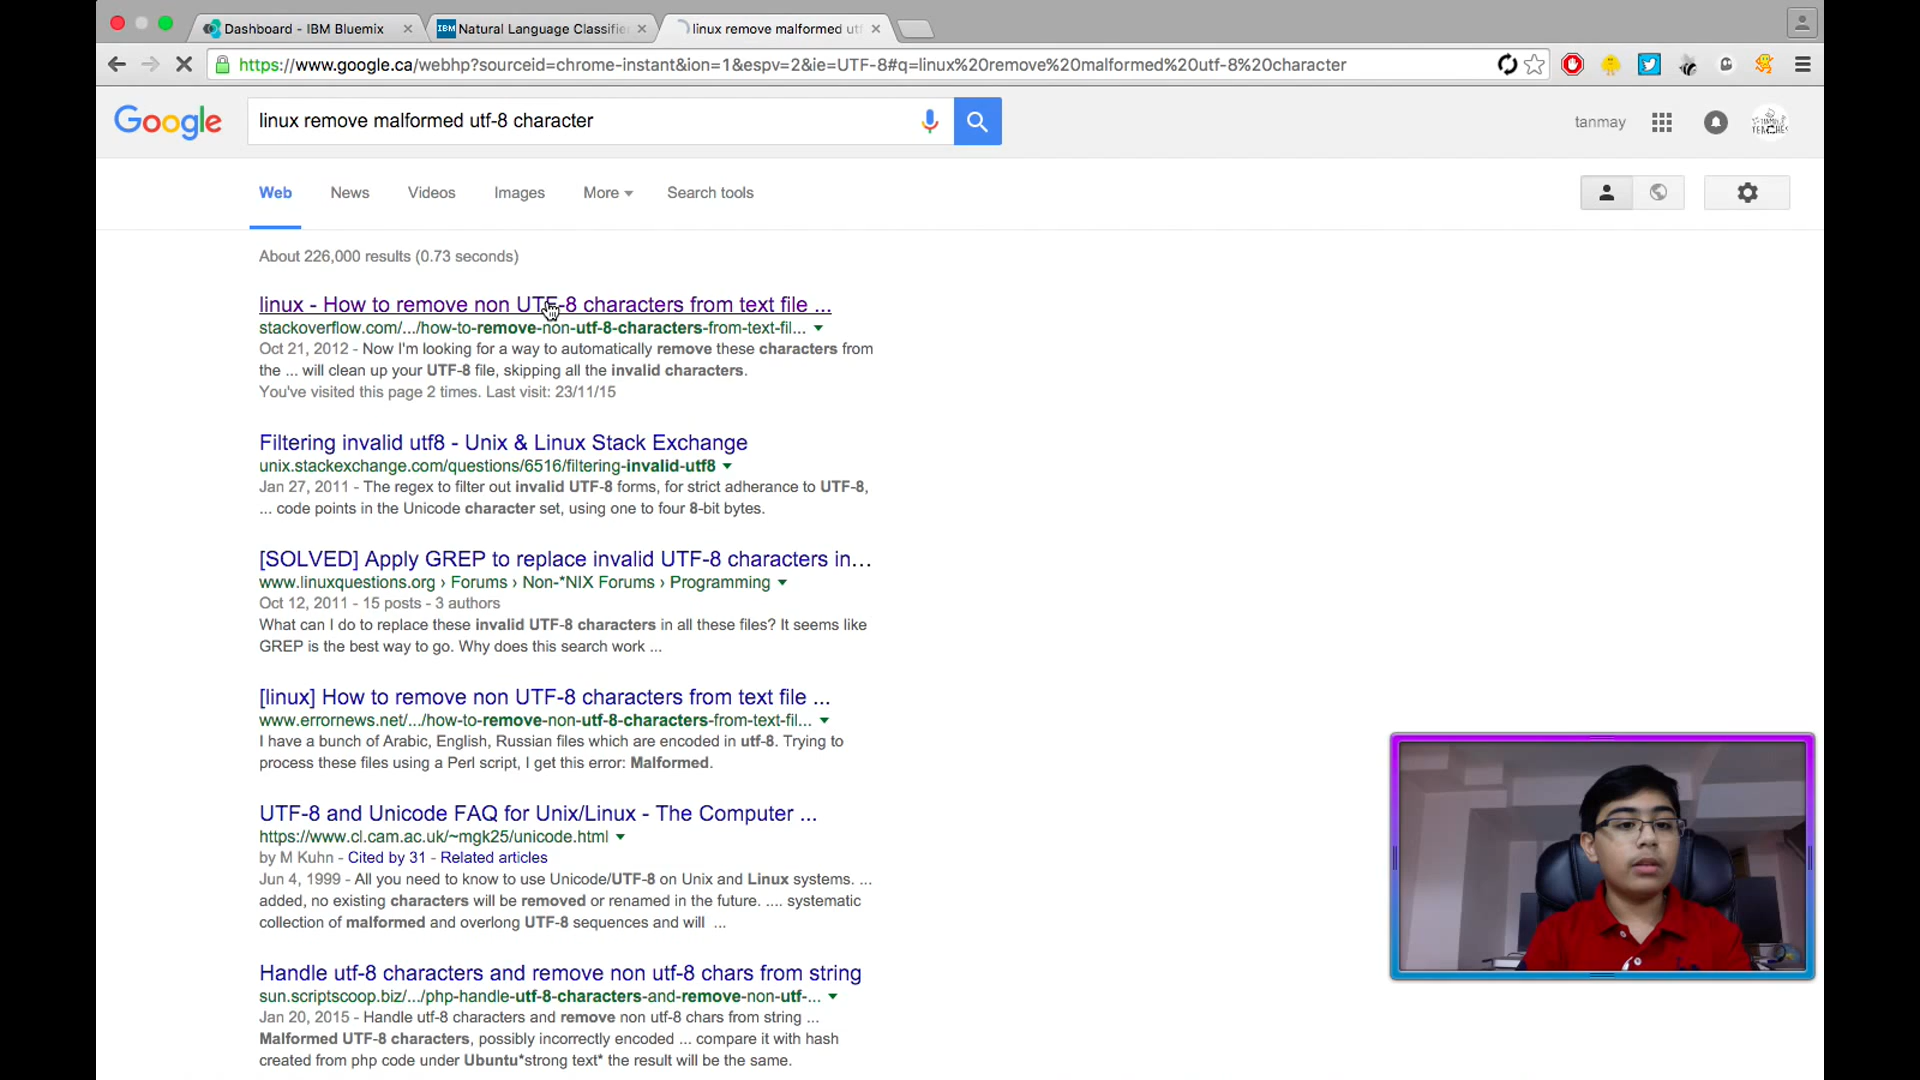 Dashboard - IBM Bluemix
IBM Natural Language Classifie
linux remove malformed utf
https://www.google.ca/webhp?sourceid=chrome-instant&ion=1&espv=2&ie=UTF-8#q=linux%20remove%20malformed%20utf-8%20character
Google
linux remove malformed utf-8 character
tanmay
Web News Videos Images More Search tools
About 226,000 results (0.73 seconds)
linux - How to remove non UTF-8 characters from text file ...
stackoverflow.com/.../how-to-remove-non-utf-8-characters-from-text-fil...
Oct 21, 2012 - Now I'm looking for a way to automatically remove these characters from
the ... will clean up your UTF-8 file, skipping all the invalid characters.
You've visited this page 2 times. Last visit: 23/11/15
Filtering invalid utf8 - Unix & Linux Stack Exchange
unix.stackexchange.com/questions/6516/filtering-invalid-utf8
Jan 27, 2011 - The regex to filter out invalid UTF-8 forms, for strict adherance to UTF-8,
... code points in the Unicode character set, using one to four 8-bit bytes.
[SOLVED] Apply GREP to replace invalid UTF-8 characters in...
www.linuxquestions.org › Forums › Non-*NIX Forums › Programming
Oct 12, 2011 - 15 posts - 3 authors
What can I do to replace these invalid UTF-8 characters in all these files? It seems like
GREP is the best way to go. Why does this search work ...
[linux] How to remove non UTF-8 characters from text file ...
www.errornews.net/.../how-to-remove-non-utf-8-characters-from-text-fil...
I have a bunch of Arabic, English, Russian files which are encoded in utf-8. Trying to
process these files using a Perl script, I get this error: Malformed.
UTF-8 and Unicode FAQ for Unix/Linux - The Computer ...
https://www.cl.cam.ac.uk/~mgk25/unicode.html
by M Kuhn - Cited by 31 - Related articles
Jun 4, 1999 - All you need to know to use Unicode/UTF-8 on Unix and Linux systems. ...
added, no existing characters will be removed or renamed in the future. .... systematic
collection of malformed and overlong UTF-8 sequences and will ...
Handle utf-8 characters and remove non utf-8 chars from string
sun.scriptscoop.biz/.../php-handle-utf-8-characters-and-remove-non-utf-...
Jan 20, 2015 - Handle utf-8 characters and remove non utf-8 chars from string ...
Malformed UTF-8 characters, possibly incorrectly encoded ... compare it with hash
created from php code under Ubuntu*strong text* the result will be the same.